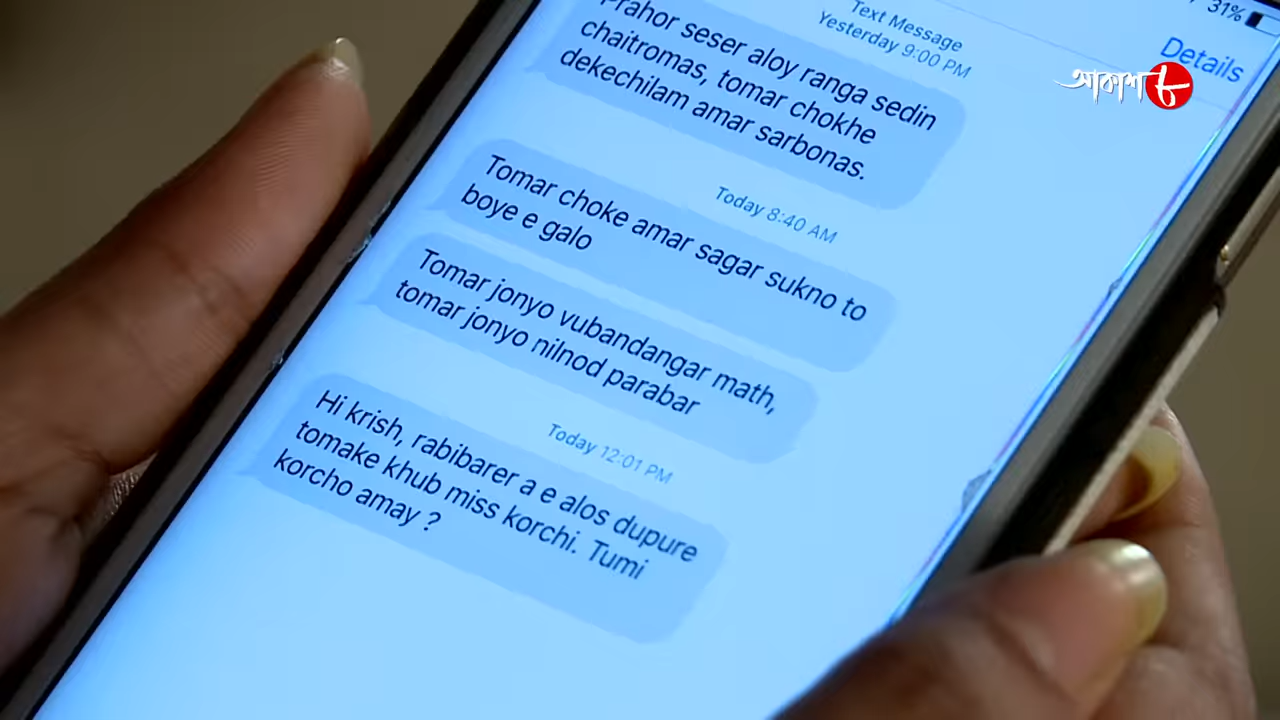 31%
Text Message
Yesterday 9:00 PM
Details
আকাশ ৮
Prahor seser aloy ranga sedin
chaitromas, tomar chokhe
dekechilam amar sarbonas.
Today 8:40 AM
Tomar choke amar sagar sukno to
boye e galo
Tomar jonyo vubandangar math,
tomar jonyo nilnod parabar
Today 12:01 PM
Hi krish, rabibarer a e alos dupure
tomake khub miss korchi. Tumi
korcho amay ?